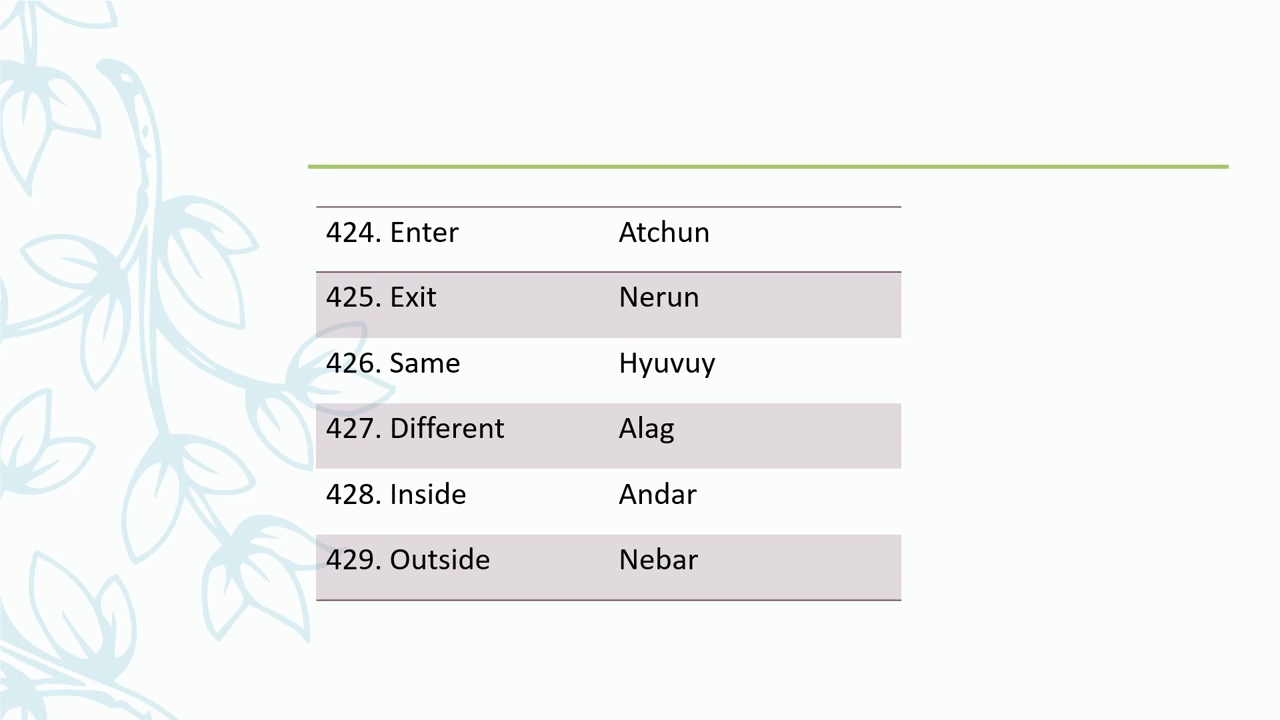 424. Enter Atchun
425. Exit Nerun
426. Same Hyuvuy
427. Different Alag
428. Inside Andar
429. Outside Nebar